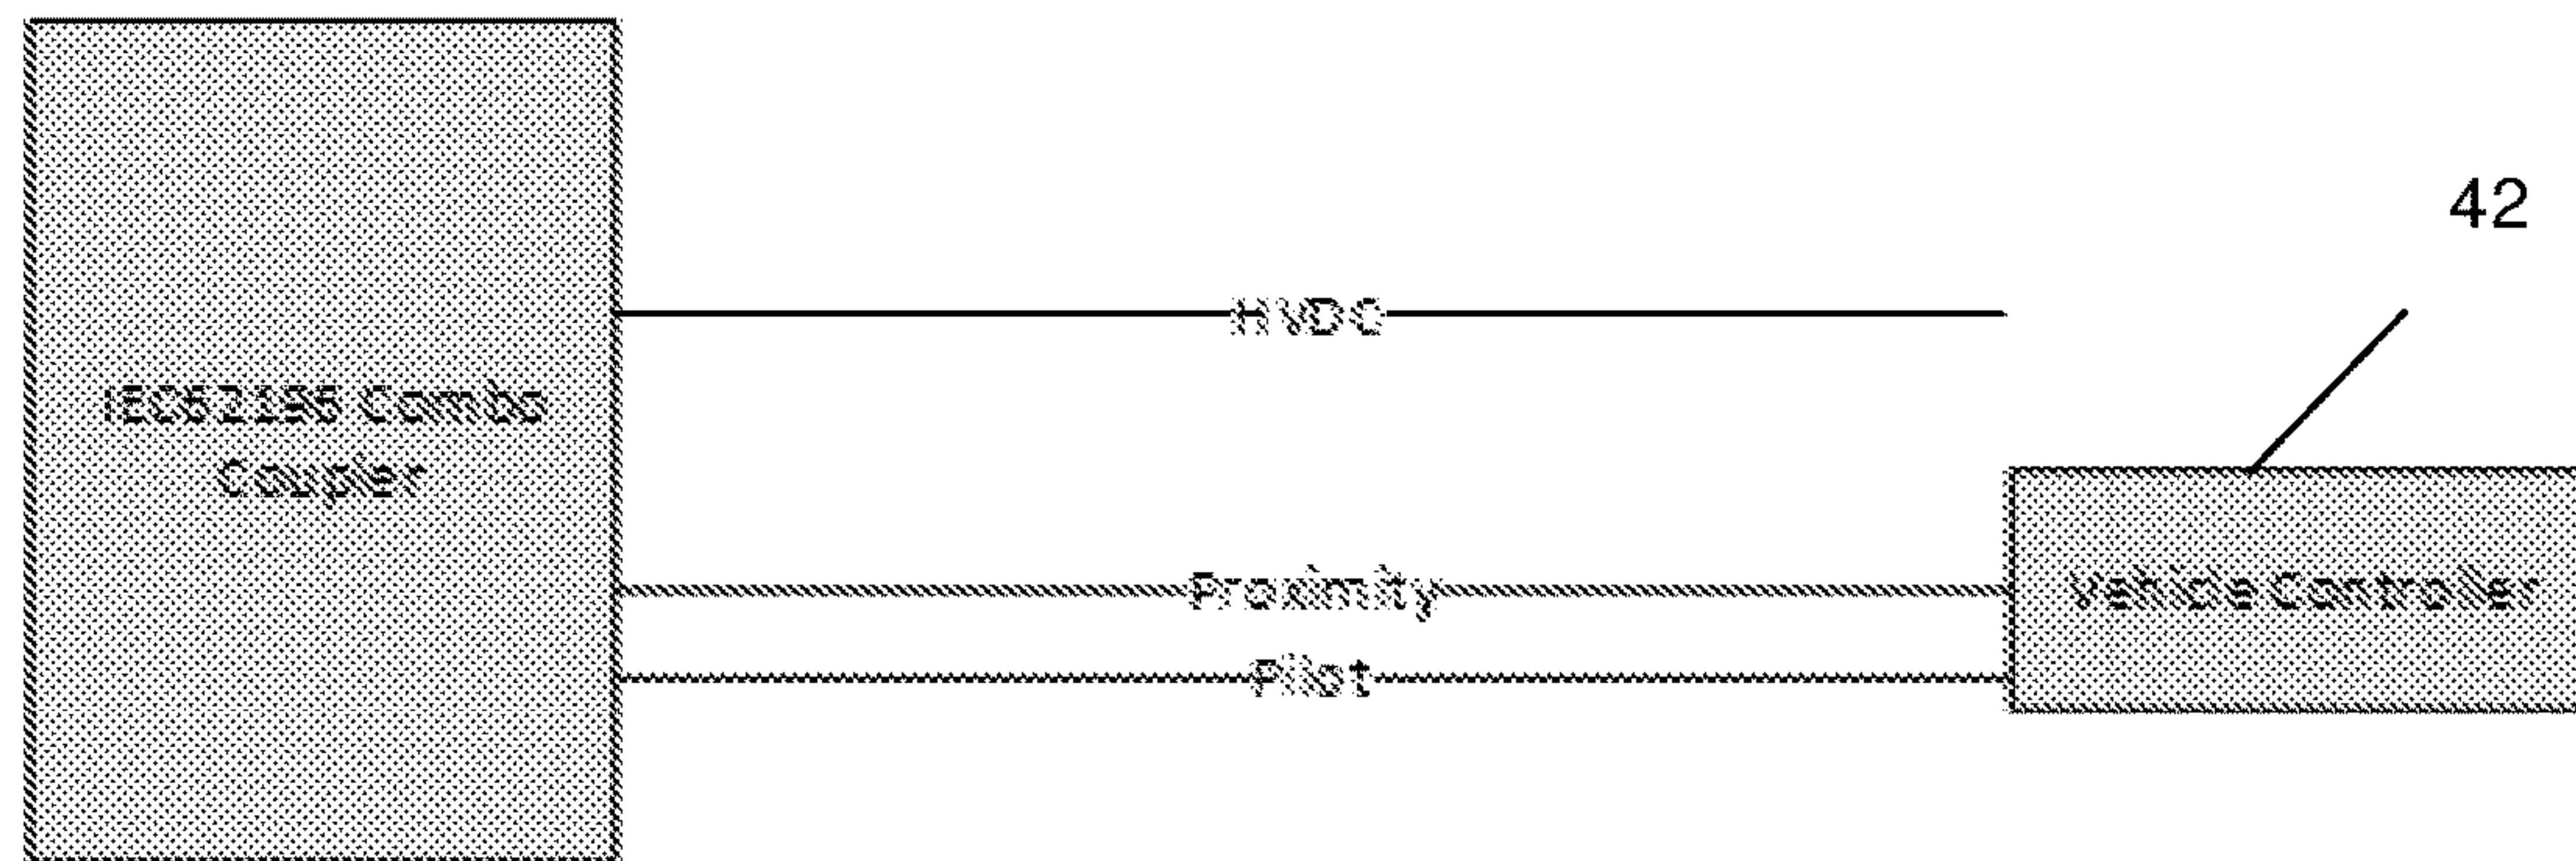 42
HVDC
IEC62196 Combo
Coupler
Proximity
Vehicle Controller
Pilot